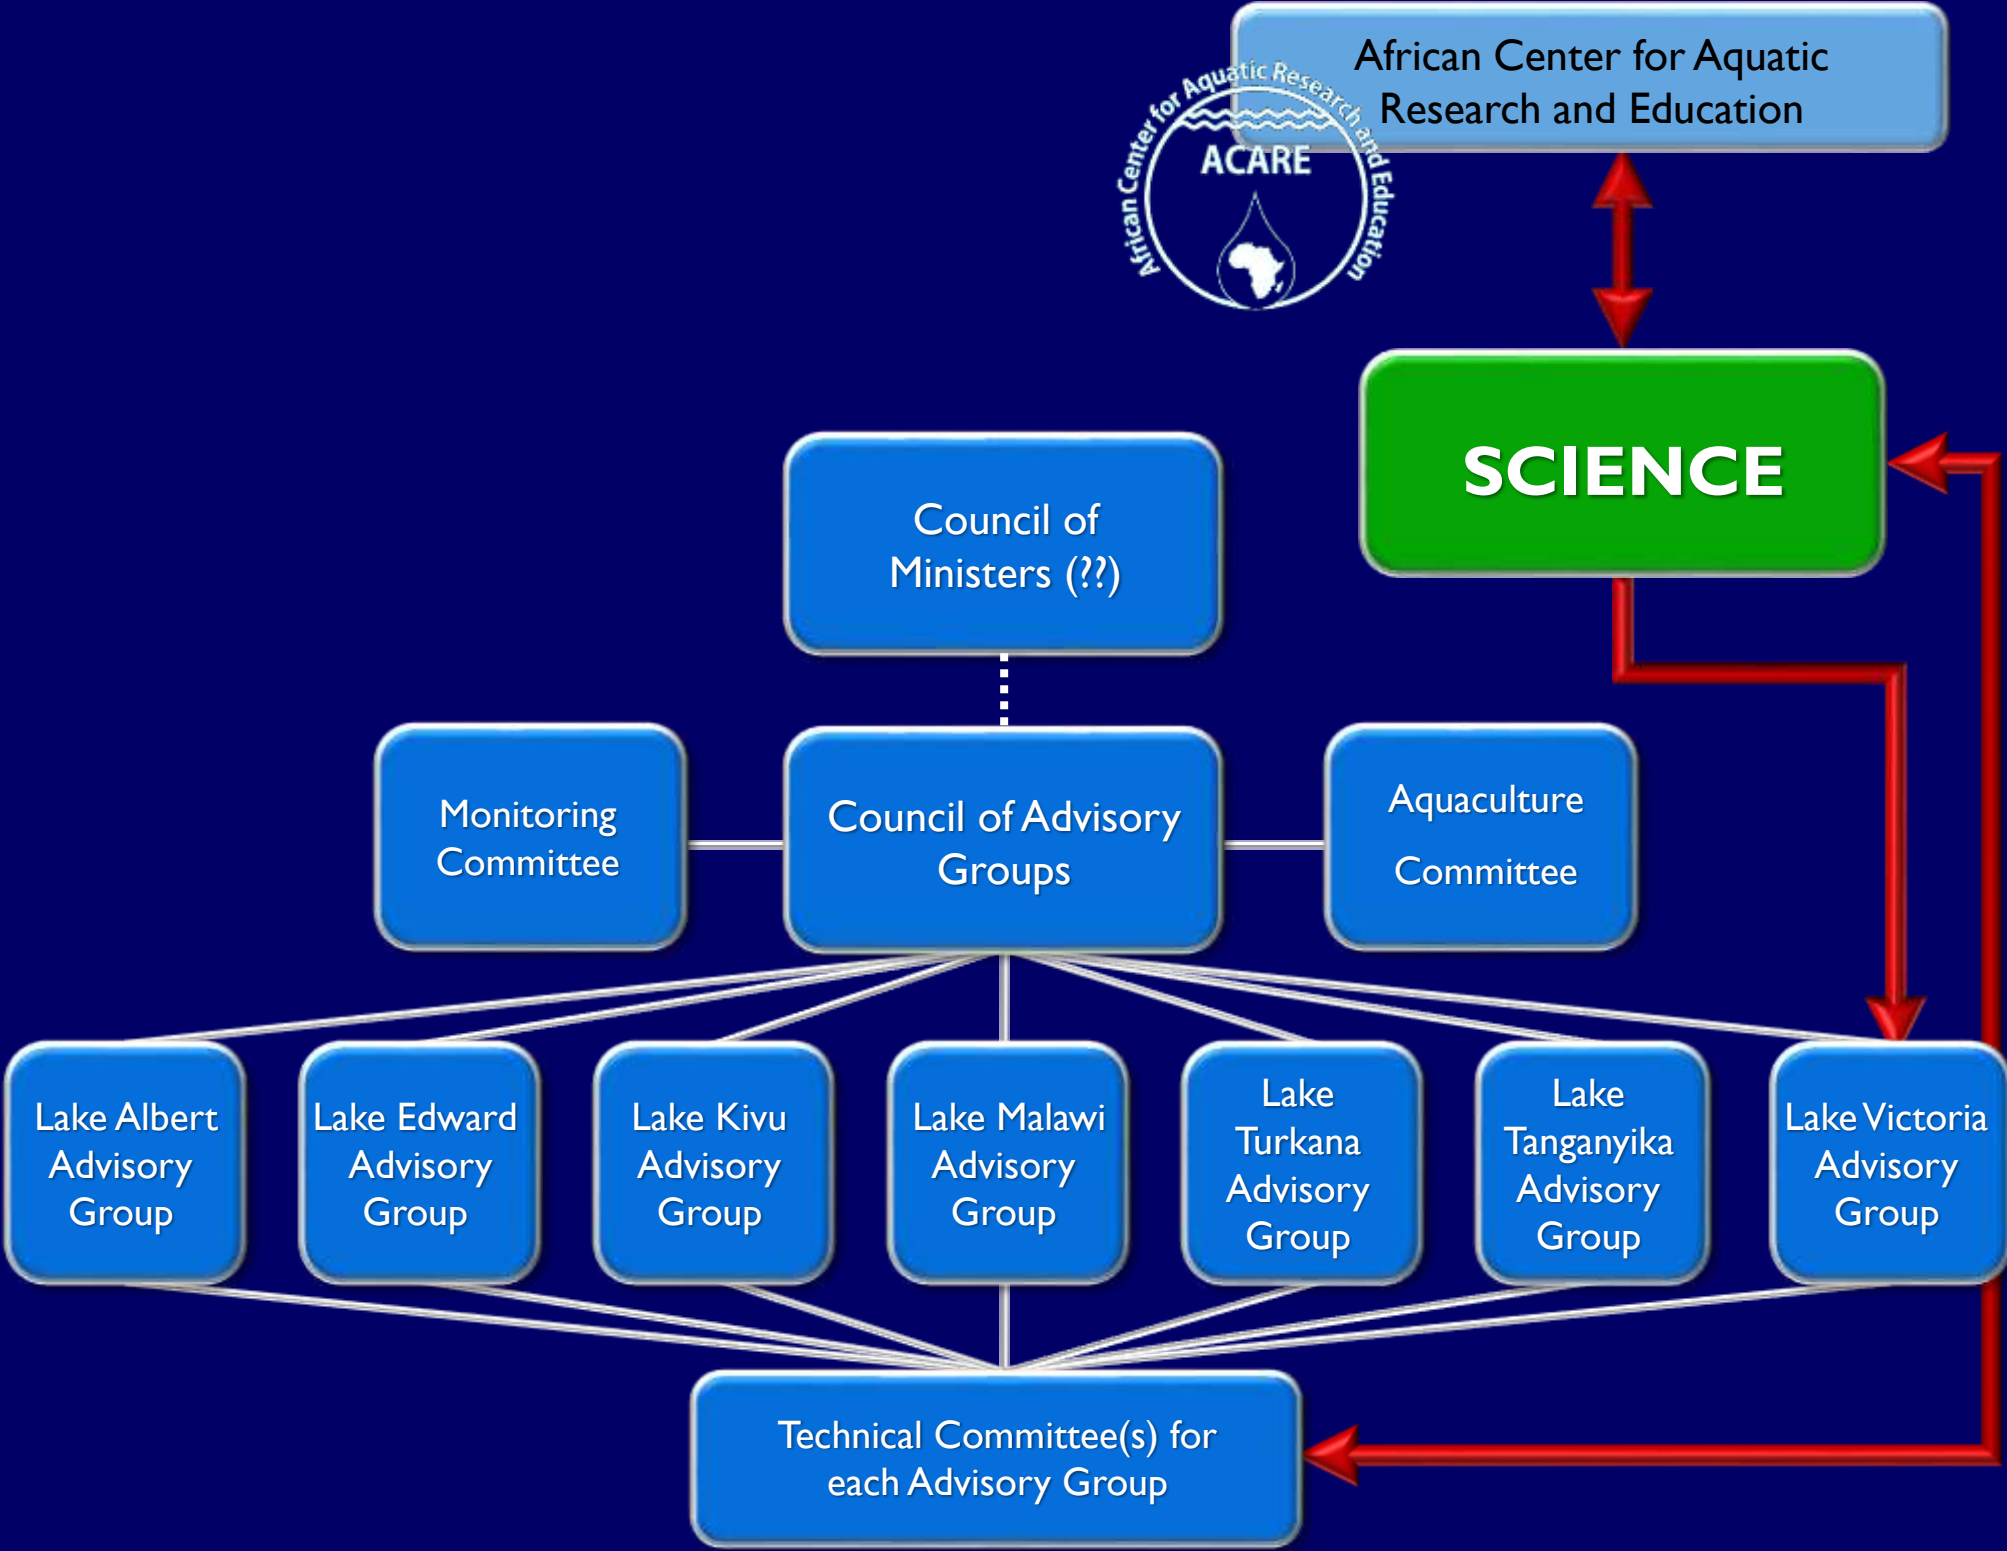 African Center for Aquatic
Research and Education
African Center for Aquatic Research and Education
ACARE
SCIENCE
Council of
Ministers (??)
Monitoring
Committee
Council of Advisory
Groups
Aquaculture
Committee
Lake Albert
Advisory
Group
Lake Edward
Advisory
Group
Lake Kivu
Advisory
Group
Lake Malawi
Advisory
Group
Lake
Turkana
Advisory
Group
Lake
Tanganyika
Advisory
Group
Lake Victoria
Advisory
Group
Technical Committee(s) for
each Advisory Group